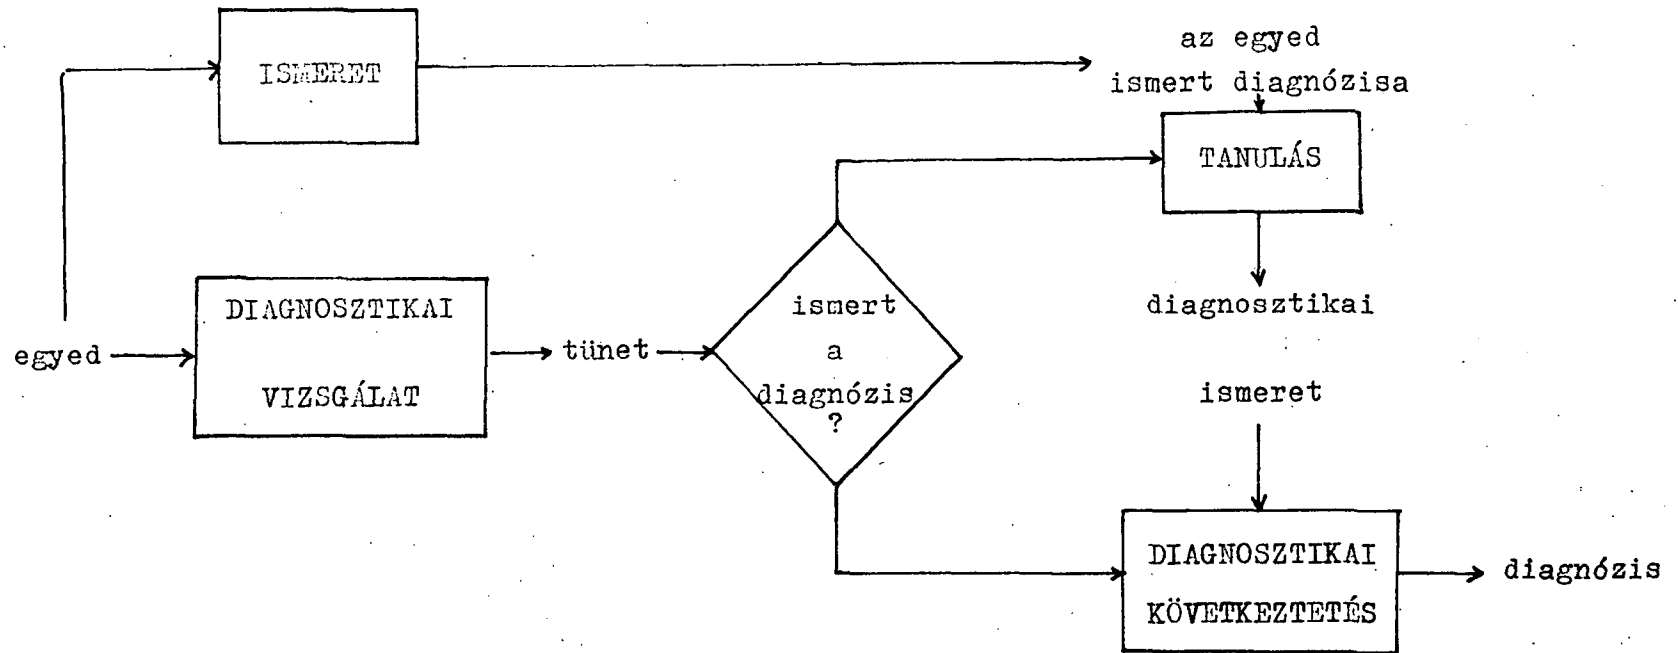 az egyed
ismert diagnózisa
ISMERET
TANULÁS
egyed
DIAGNOSZTIKAI
VIZSGÁLAT
tünet
ismert
a
diagnózis
?
diagnosztikai
ismeret
DIAGNOSZTIKAI
KÖVETKEZTETÉS
diagnózis